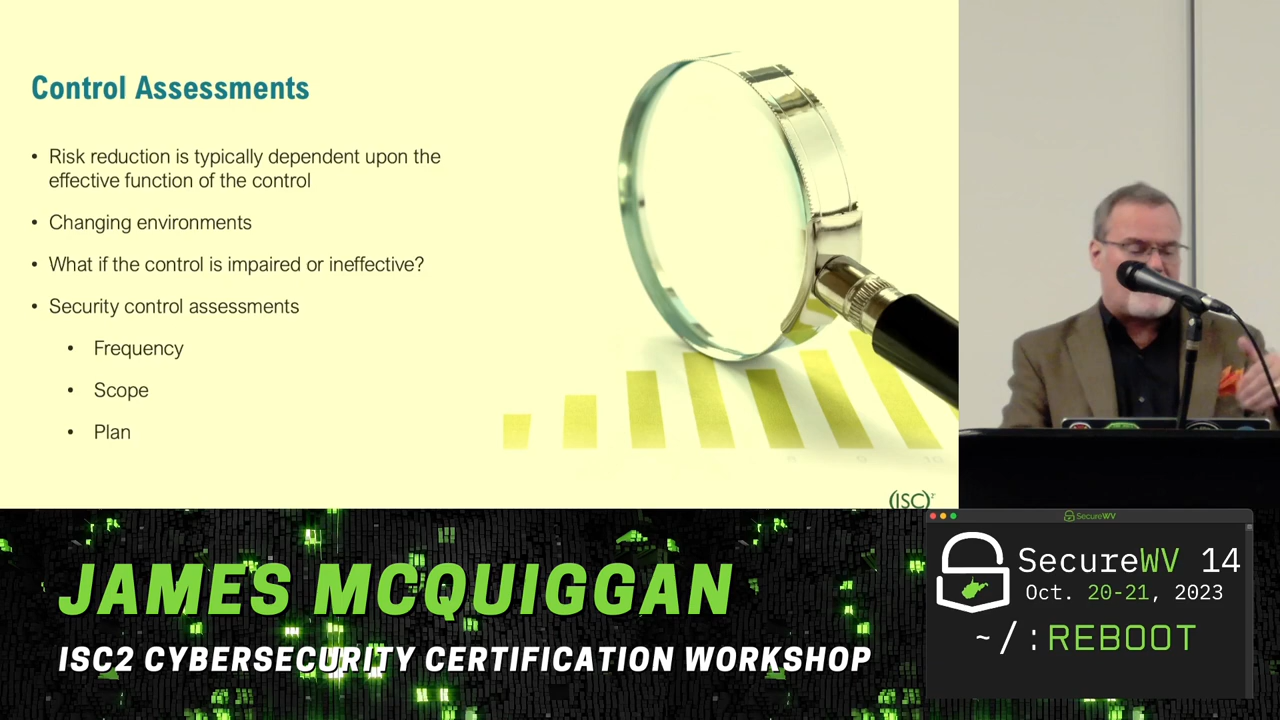 Control Assessments
• Risk reduction is typically dependent upon the
effective function of the control
• Changing environments
• What if the control is impaired or ineffective?
• Security control assessments
• Frequency
• Scope
• Plan
(ISC)²
JAMES MCQUIGGAN
ISC2 CYBERSECURITY CERTIFICATION WORKSHOP
SecureWV
SecureWV 14
Oct. 20-21, 2023
~/:REBOOT